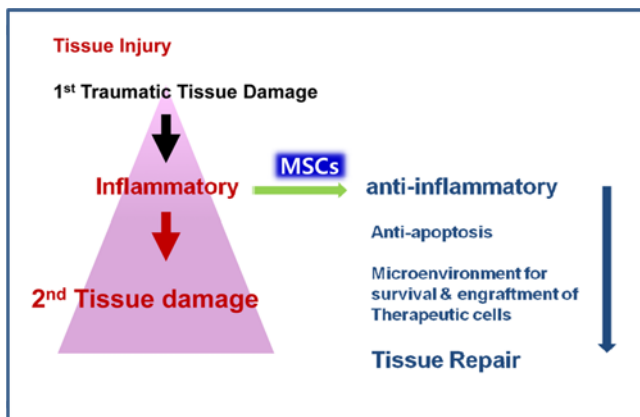 Tissue Injury
1st Traumatic Tissue Damage
Inflammatory
2nd Tissue damage
MSCs
anti-inflammatory
Anti-apoptosis
Microenvironment for
survival & engraftment of
Therapeutic cells
Tissue Repair